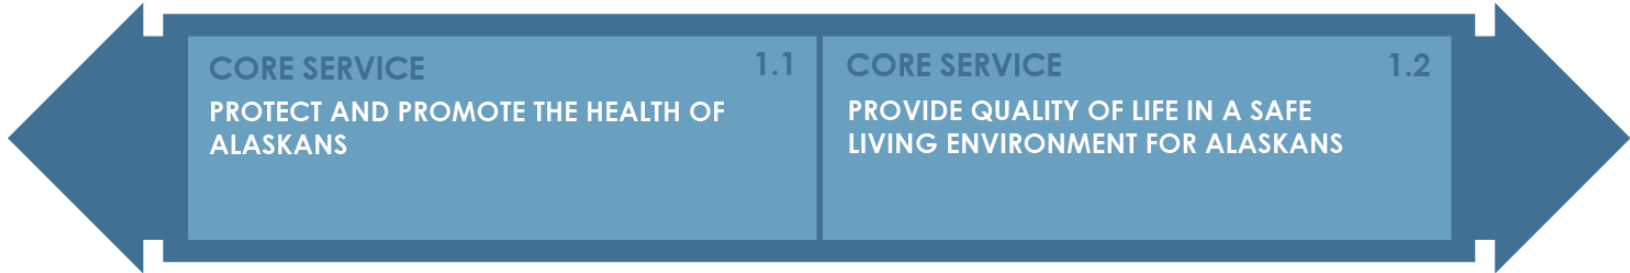 CORE SERVICE 1.1
PROTECT AND PROMOTE THE HEALTH OF
ALASKANS
CORE SERVICE 1.2
PROVIDE QUALITY OF LIFE IN A SAFE
LIVING ENVIRONMENT FOR ALASKANS